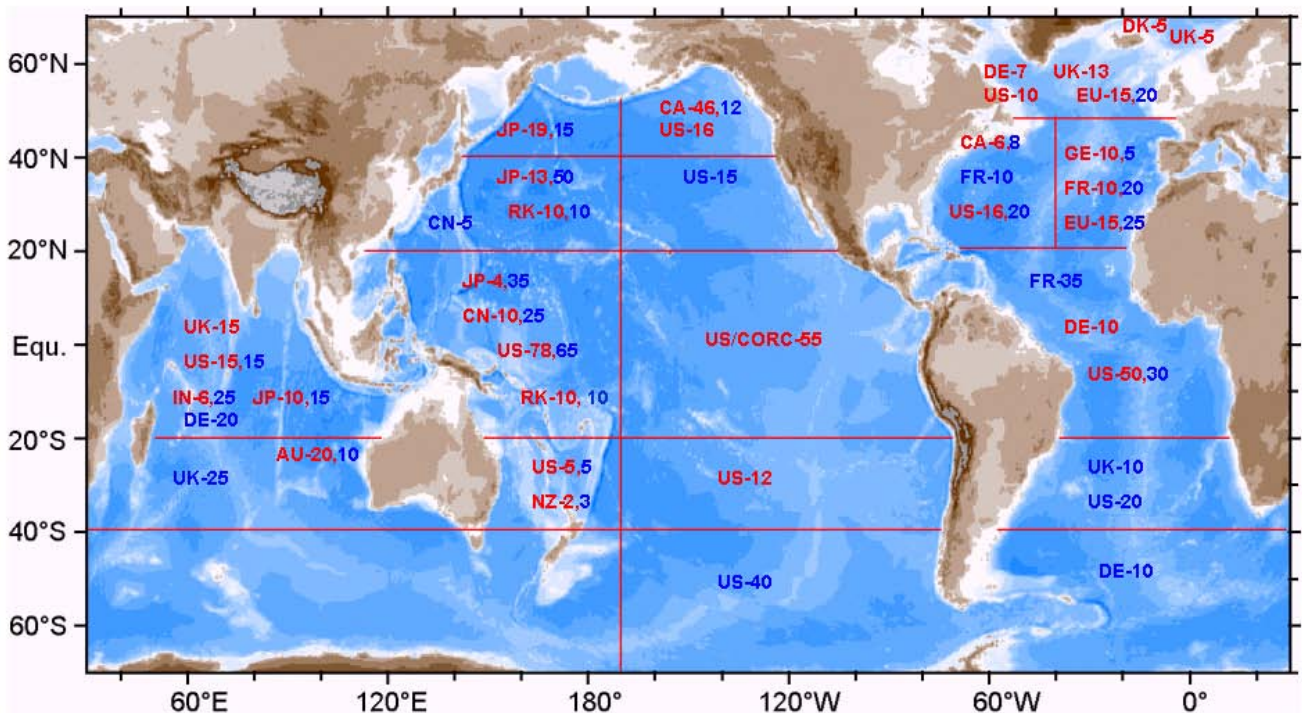 DK-5
UK-5
60°N
DE-7 UK-13
US-10 EU-15,20
CA-46,12
US-16
JP-19,15
CA-6,8
40°N
GE-10,5
JP-13,50
US-15
FR-10
FR-10,20
RK-10,10
US-16,20
CN-5
EU-15,25
20°N
JP-4,35
FR-35
CN-10,25
UK-15
DE-10
Equ.
US/CORC-55
US-78,65
US-15,15
US-50,30
IN-6,25 JP-10,15
RK-10, 10
DE-20
20°S
AU-20,10
UK-25
US-5,5
US-12
UK-10
NZ-2,3
US-20
40°S
DE-10
US-40
60°S
60°E 120°E 180° 120°W 60°W 0°